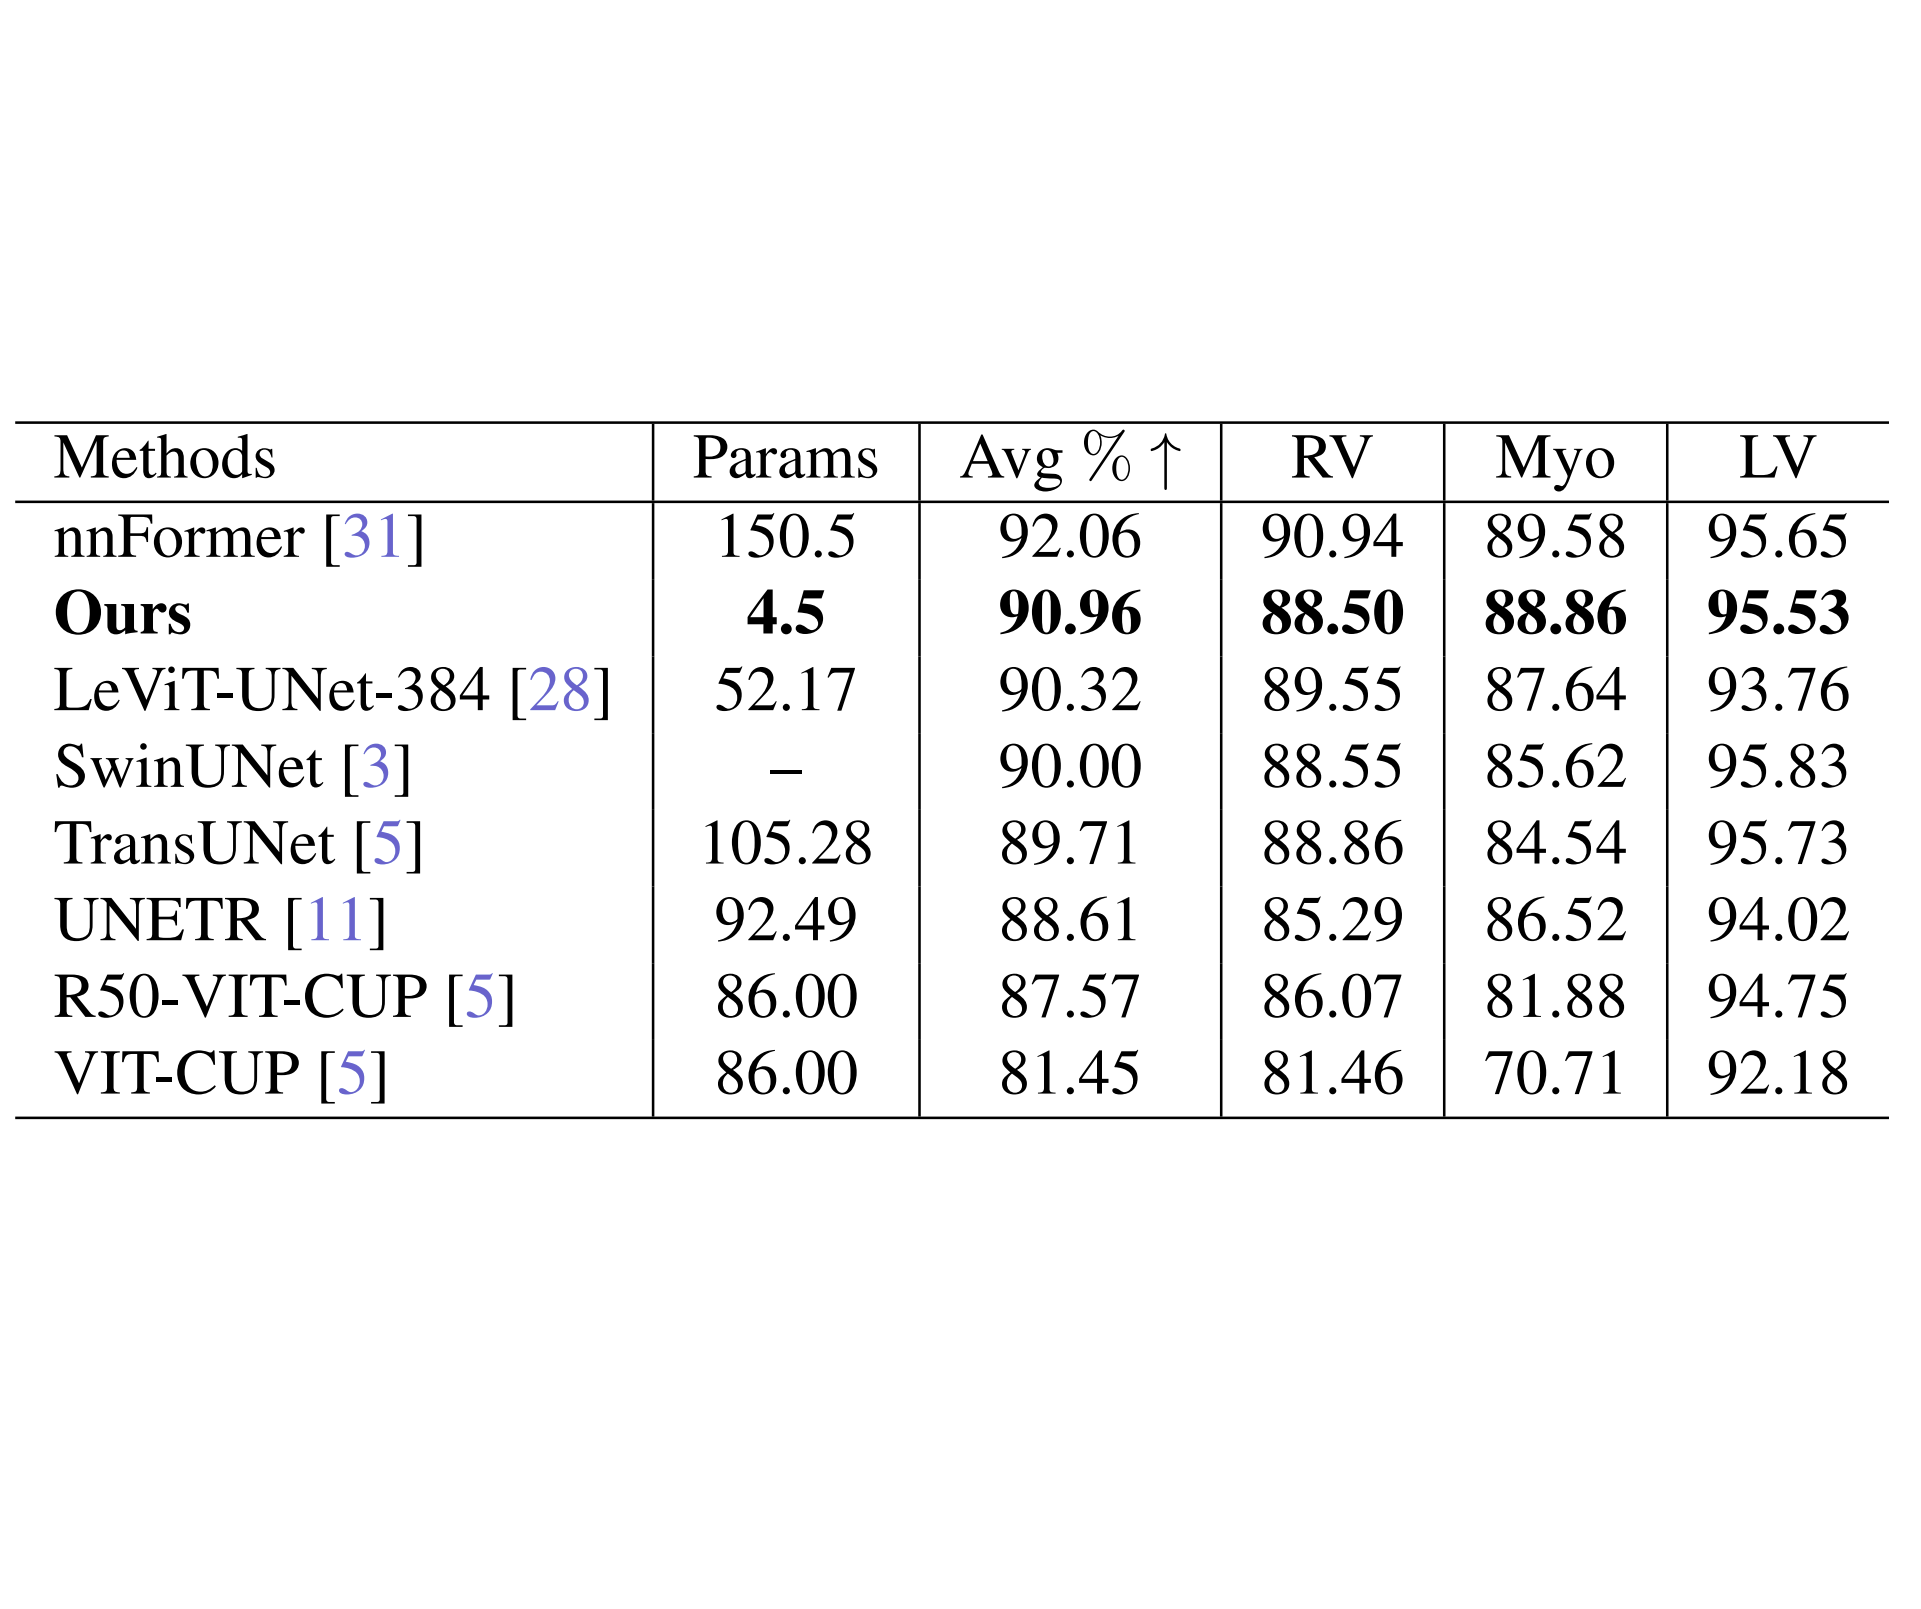 Methods Params Avg % ↑ RV Myo LV
nnFormer [31] 150.5 92.06 90.94 89.58 95.65
Ours 4.5 90.96 88.50 88.86 95.53
LeViT-UNet-384 [28] 52.17 90.32 89.55 87.64 93.76
SwinUNet [3] – 90.00 88.55 85.62 95.83
TransUNet [5] 105.28 89.71 88.86 84.54 95.73
UNETR [11] 92.49 88.61 85.29 86.52 94.02
R50-VIT-CUP [5] 86.00 87.57 86.07 81.88 94.75
VIT-CUP [5] 86.00 81.45 81.46 70.71 92.18